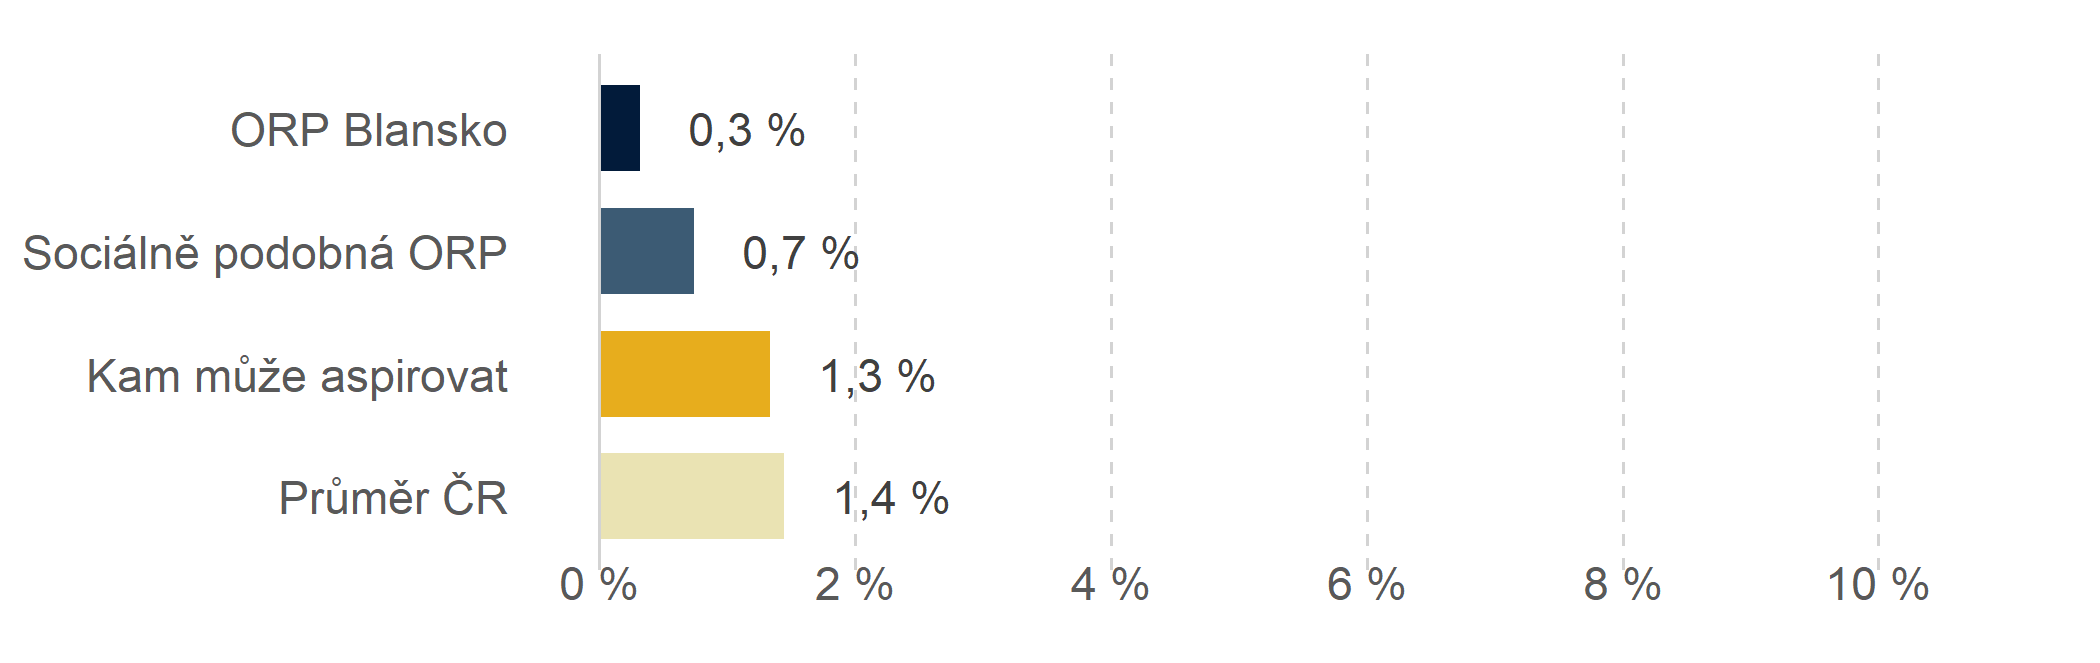 ORP Blansko 0,3 %
Sociálně podobná ORP 0,7 %
Kam může aspirovat 1,3 %
Průměr ČR 1,4 %
0 % 2 % 4 % 6 % 8 % 10 %